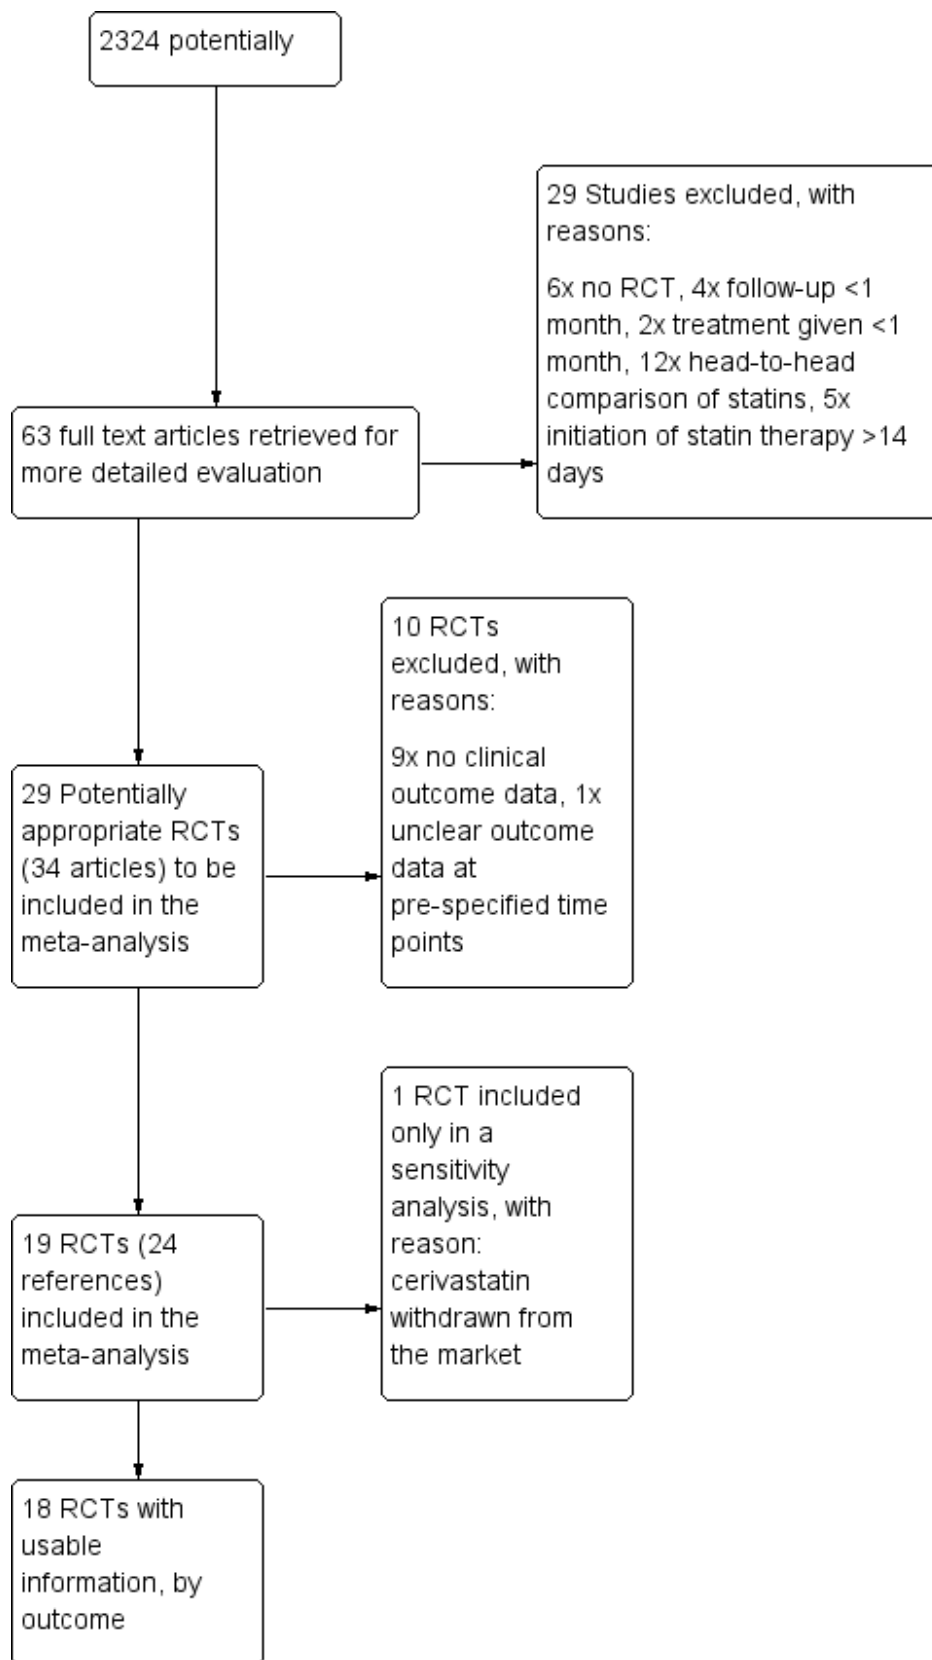 2324 potentially
29 Studies excluded, with
reasons:
6x no RCT, 4x follow-up <1
month, 2x treatment given <1
month, 12x head-to-head
comparison of statins, 5x
initiation of statin therapy >14
days
63 full text articles retrieved for
more detailed evaluation
10 RCTs
excluded, with
reasons:
9x no clinical
outcome data, 1x
unclear outcome
data at
pre-specified time
points
29 Potentially
appropriate RCTs
(34 articles) to be
included in the
meta-analysis
1 RCT included
only in a
sensitivity
analysis, with
reason:
cerivastatin
withdrawn from
the market
19 RCTs (24
references)
included in the
meta-analysis
18 RCTs with
usable
information, by
outcome